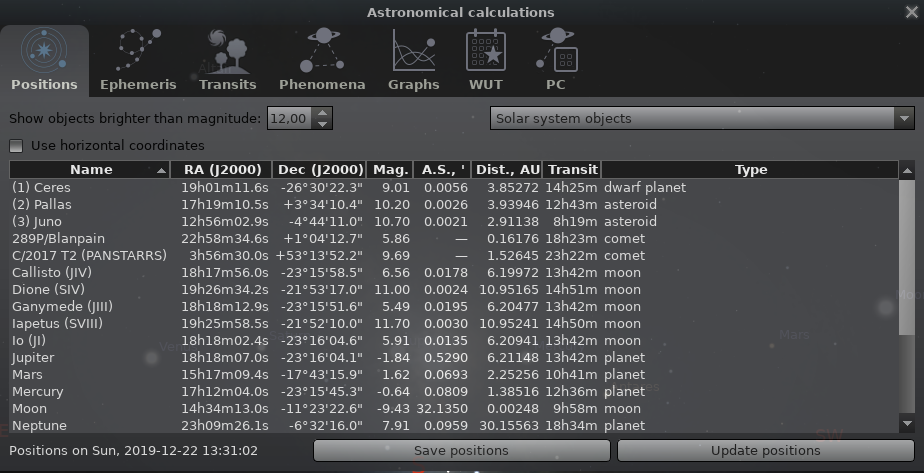 Astronomical calculations
Positions Ephemeris Transits Phenomena Graphs WUT PC
Show objects brighter than magnitude: 12,00 Solar system objects
Use horizontal coordinates
Name RA (J2000) Dec (J2000) Mag. A.S., ' Dist., AU Transit Type
(1) Ceres 19h01m11.6s -26°30'22.3" 9.01 0.0056 3.85272 14h25m dwarf planet
(2) Pallas 17h19m10.5s +3°34'10.4" 10.20 0.0026 3.93946 12h43m asteroid
(3) Juno 12h56m02.9s -4°44'11.0" 10.70 0.0021 2.91138 8h19m asteroid
289P/Blanpain 22h58m34.6s +1°04'12.7" 5.86 — 0.16176 18h23m comet
C/2017 T2 (PANSTARRS) 3h56m30.0s +53°13'52.2" 9.69 — 1.52645 23h22m comet
Callisto (JIV) 18h17m56.0s -23°15'58.5" 6.56 0.0178 6.19972 13h42m moon
Dione (SIV) 19h26m34.2s -21°53'17.0" 11.00 0.0024 10.95165 14h51m moon
Ganymede (JIII) 18h18m12.9s -23°15'51.6" 5.49 0.0195 6.20477 13h42m moon
Iapetus (SVIII) 19h25m58.5s -21°52'10.0" 11.70 0.0030 10.95241 14h50m moon
Io (JI) 18h18m02.4s -23°16'04.6" 5.91 0.0135 6.20941 13h42m moon
Jupiter 18h18m07.0s -23°16'04.1" -1.84 0.5290 6.21148 13h42m planet
Mars 15h17m09.4s -17°43'15.9" 1.62 0.0693 2.25256 10h41m planet
Mercury 17h12m04.0s -23°15'45.3" -0.64 0.0809 1.38516 12h36m planet
Moon 14h34m13.0s -11°23'22.6" -9.43 32.1350 0.00248 9h58m moon
Neptune 23h09m26.1s -6°32'16.0" 7.91 0.0959 30.15563 18h34m planet
Mars
SW
Positions on Sun, 2019-12-22 13:31:02 Save positions Update positions